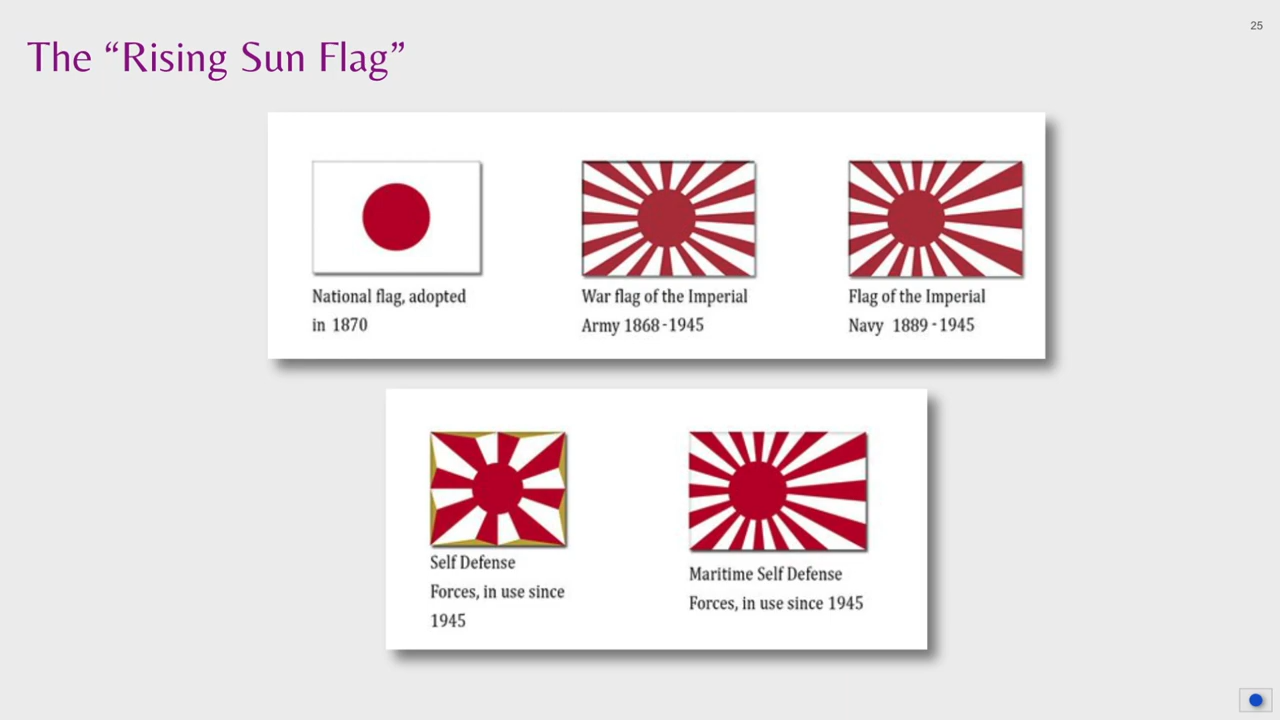 25
The “Rising Sun Flag”
National flag, adopted
in 1870
War flag of the Imperial
Army 1868-1945
Flag of the Imperial
Navy 1889-1945
Self Defense
Forces, in use since
1945
Maritime Self Defense
Forces, in use since 1945